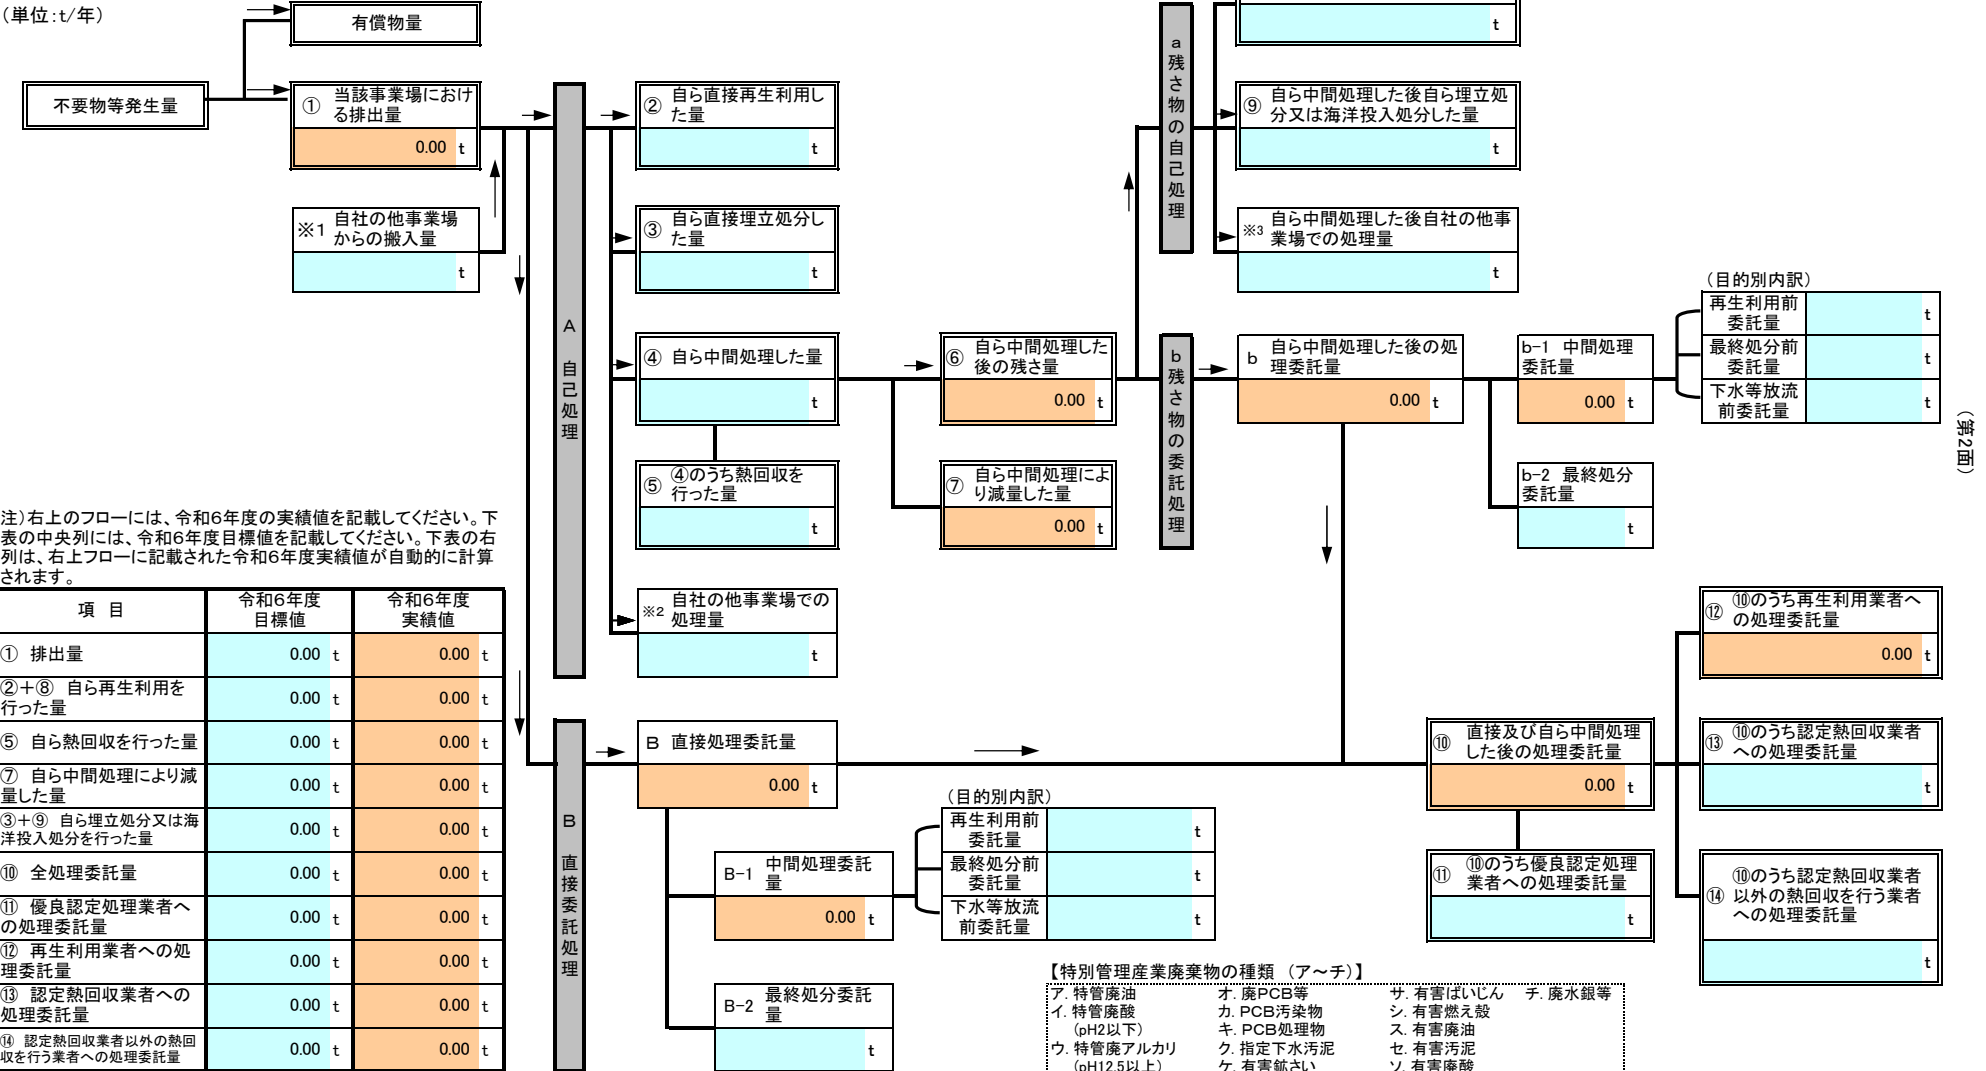 （単位：t/年）
有償物量
不要物等発生量
① 当該事業場におけ
る排出量
0.00 t
※1 自社の他事業場
からの搬入量
t
A 自己処理
② 自ら直接再生利用し
た量
t
③ 自ら直接埋立処分し
た量
t
④ 自ら中間処理した量
t
⑤ ④のうち熱回収を
行った量
t
※2 自社の他事業場での
処理量
t
⑥ 自ら中間処理した
後の残さ量
0.00 t
⑦ 自ら中間処理によ
り減量した量
0.00 t
a 残さ物の自己処理
t
⑨ 自ら中間処理した後自ら埋立処
分又は海洋投入処分した量
t
※3 自ら中間処理した後自社の他事
業場での処理量
t
b 残さ物の委託処理
b 自ら中間処理した後の処
理委託量
0.00 t
b-1 中間処理
委託量
0.00 t
b-2 最終処分
委託量
t
（目的別内訳）
再生利用前
委託量
t
最終処分前
委託量
t
下水等放流
前委託量
t
（第2面）
注）右上のフローには、令和6年度の実績値を記載してください。下
表の中央列には、令和6年度目標値を記載してください。下表の右
列は、右上フローに記載された令和6年度実績値が自動的に計算
されます。
項 目 令和6年度 令和6年度
目標値 実績値
① 排出量 0.00 t 0.00 t
②＋⑧ 自ら再生利用を
行った量 0.00 t 0.00 t
⑤ 自ら熱回収を行った量 0.00 t 0.00 t
⑦ 自ら中間処理により減
量した量 0.00 t 0.00 t
③＋⑨ 自ら埋立処分又は海
洋投入処分を行った量 0.00 t 0.00 t
⑩ 全処理委託量 0.00 t 0.00 t
⑪ 優良認定処理業者へ
の処理委託量 0.00 t 0.00 t
⑫ 再生利用業者への処
理委託量 0.00 t 0.00 t
⑬ 認定熱回収業者への
処理委託量 0.00 t 0.00 t
⑭ 認定熱回収業者以外の熱回
収を行う業者への処理委託量 0.00 t 0.00 t
B 直接委託処理
B 直接処理委託量
0.00 t
B-1 中間処理委託
量
0.00 t
B-2 最終処分委託
量
t
（目的別内訳）
再生利用前
委託量
t
最終処分前
委託量
t
下水等放流
前委託量
t
⑩ 直接及び自ら中間処理
した後の処理委託量
0.00 t
⑪ ⑩のうち優良認定処理
業者への処理委託量
t
⑫ ⑩のうち再生利用業者へ
の処理委託量
0.00 t
⑬ ⑩のうち認定熱回収業者
への処理委託量
t
⑭ ⑩のうち認定熱回収業者
以外の熱回収を行う業者
への処理委託量
t
【特別管理産業廃棄物の種類 （ア～チ）】
ア. 特管廃油 オ. 廃PCB等 サ. 有害ばいじん チ. 廃水銀等
イ. 特管廃酸 カ. PCB汚染物 シ. 有害燃え殻
（pH2以下） キ. PCB処理物 ス. 有害廃油
ウ. 特管廃アルカリ ク. 指定下水汚泥 セ. 有害汚泥
（pH12.5以上） ケ. 有害鉱さい ソ. 有害廃酸